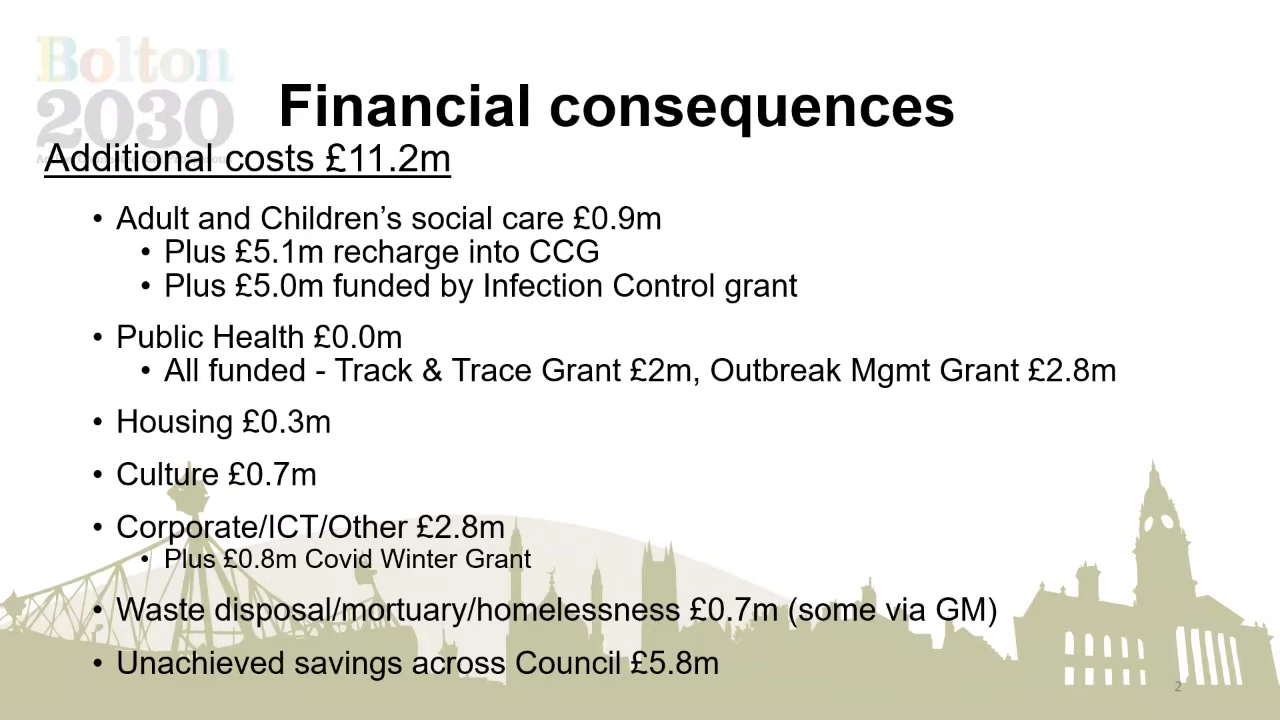 Bolton
2030
Financial consequences
Additional costs £11.2m
• Adult and Children’s social care £0.9m
• Plus £5.1m recharge into CCG
• Plus £5.0m funded by Infection Control grant
• Public Health £0.0m
• All funded - Track & Trace Grant £2m, Outbreak Mgmt Grant £2.8m
• Housing £0.3m
• Culture £0.7m
• Corporate/ICT/Other £2.8m
• Plus £0.8m Covid Winter Grant
• Waste disposal/mortuary/homelessness £0.7m (some via GM)
• Unachieved savings across Council £5.8m
2